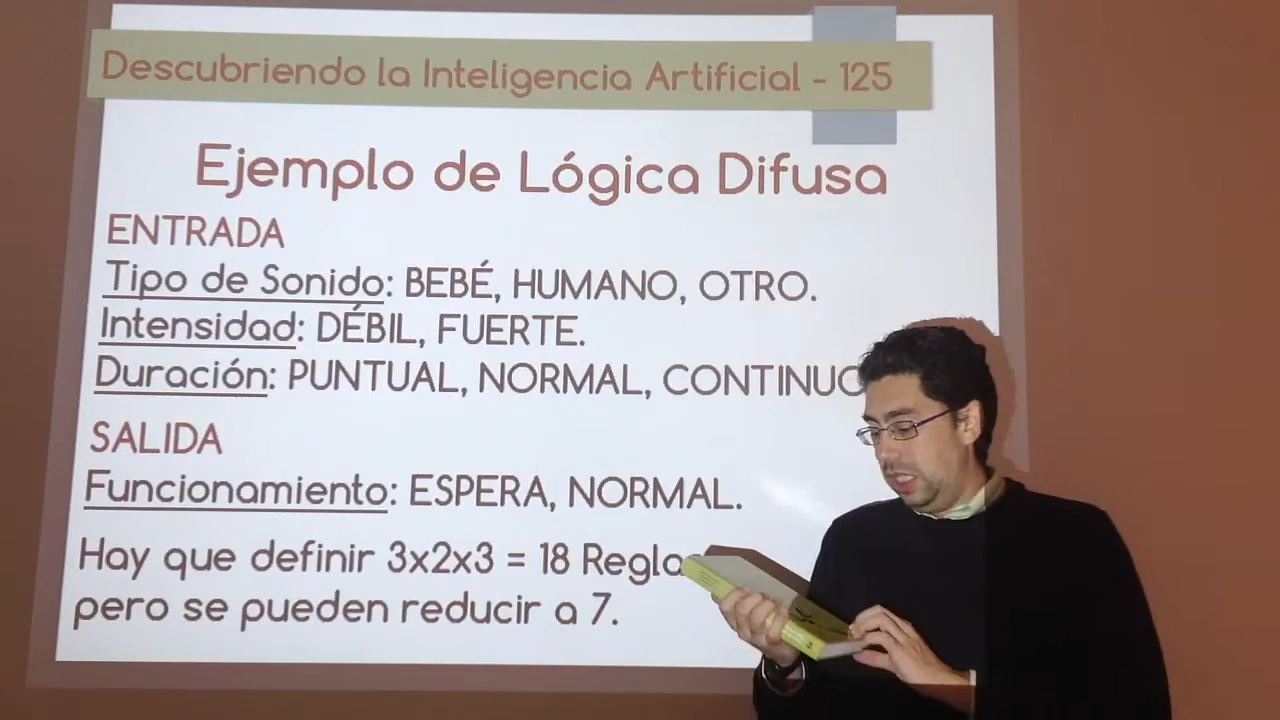 Descubriendo la Inteligencia Artificial - 125
Ejemplo de Lógica Difusa
ENTRADA
Tipo de Sonido: BEBÉ, HUMANO, OTRO.
Intensidad: DÉBIL, FUERTE.
Duración: PUNTUAL, NORMAL, CONTINUO
SALIDA
Funcionamiento: ESPERA, NORMAL.
Hay que definir 3x2x3 = 18 Regla
pero se pueden reducir a 7.